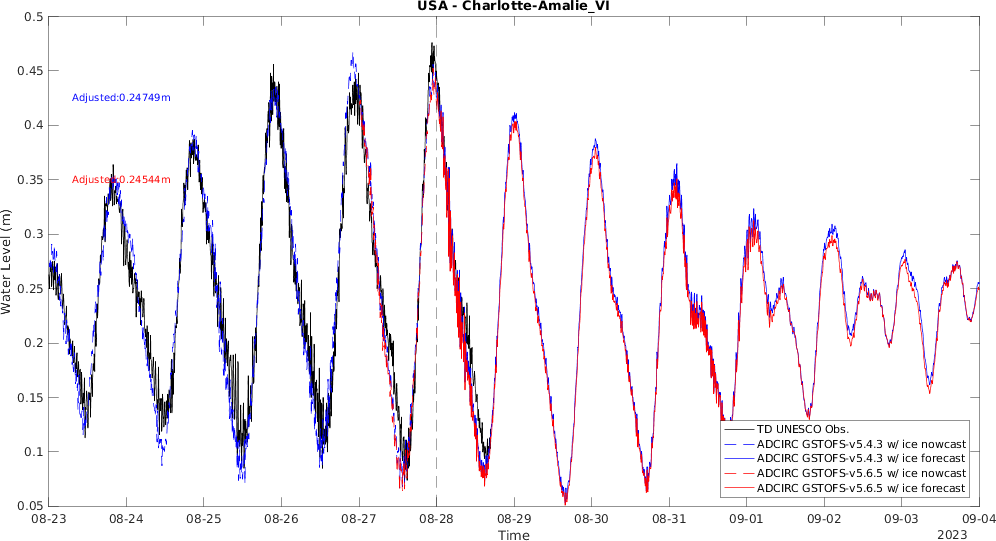 USA - Charlotte-Amalie_VI
0.5
0.45
0.4
0.35
0.3
0.25
0.2
0.15
0.1
0.05
Water Level (m)
Adjusted:0.24749m
Adjusted:0.24544m
TD UNESCO Obs.
ADCIRC GSTOFS-v5.4.3 w/ ice nowcast
ADCIRC GSTOFS-v5.4.3 w/ ice forecast
ADCIRC GSTOFS-v5.6.5 w/ ice nowcast
ADCIRC GSTOFS-v5.6.5 w/ ice forecast
08-23 08-24 08-25 08-26 08-27 08-28 08-29 08-30 08-31 09-01 09-02 09-03 09-04
Time
2023